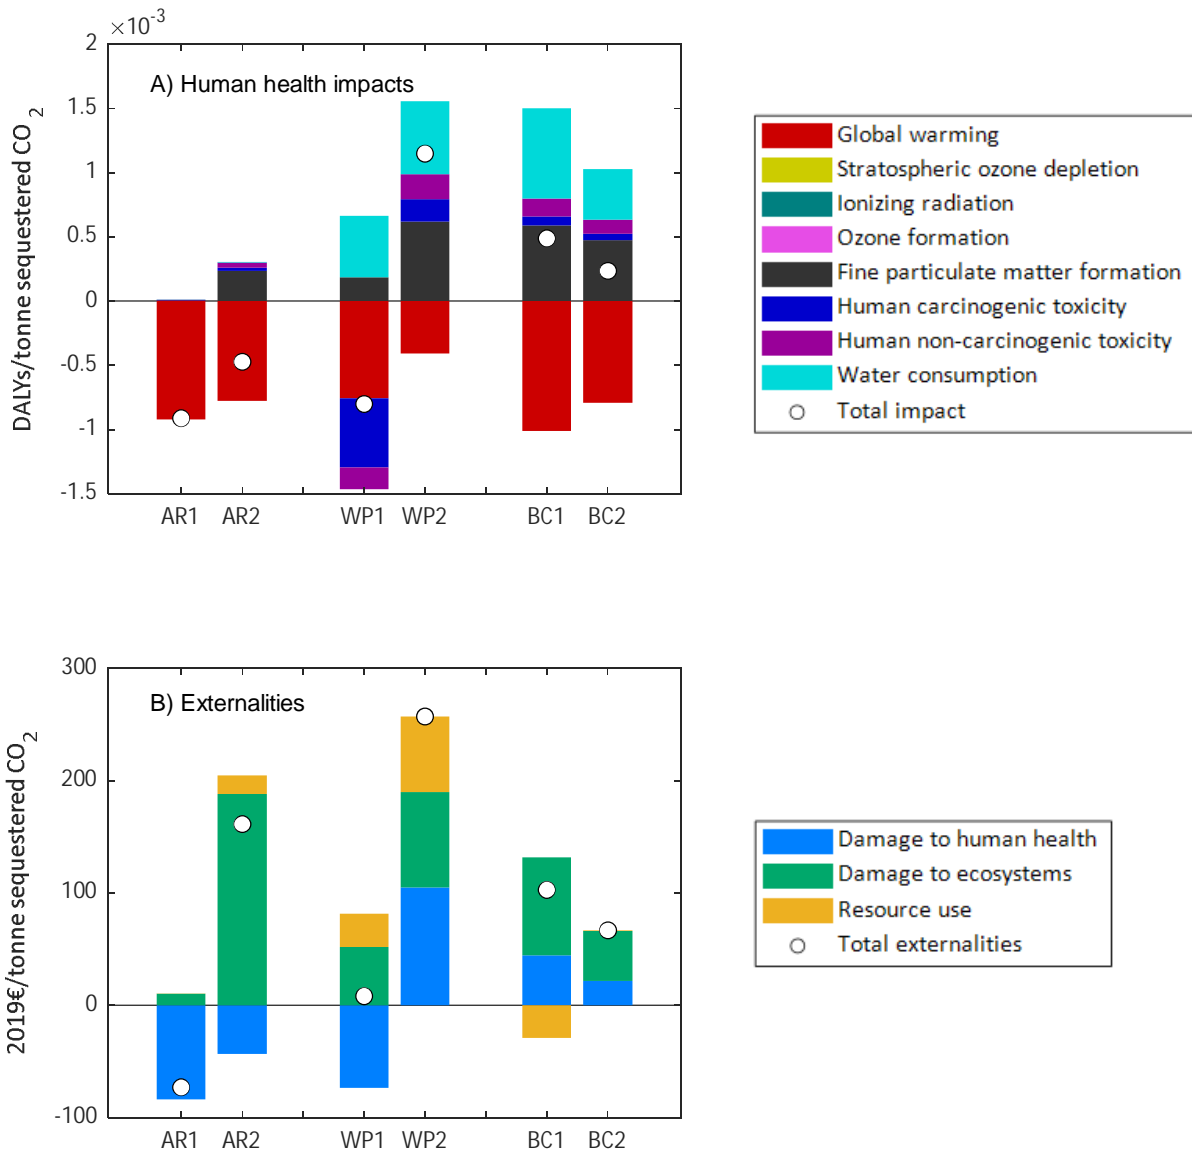 ×10⁻³
2
1.5
1
0.5
0
-0.5
-1
-1.5
DALYs/tonne sequestered CO₂
A) Human health impacts
AR1 AR2 WP1 WP2 BC1 BC2
Global warming
Stratospheric ozone depletion
Ionizing radiation
Ozone formation
Fine particulate matter formation
Human carcinogenic toxicity
Human non-carcinogenic toxicity
Water consumption
Total impact
300
200
100
0
-100
2019€/tonne sequestered CO₂
B) Externalities
AR1 AR2 WP1 WP2 BC1 BC2
Damage to human health
Damage to ecosystems
Resource use
Total externalities